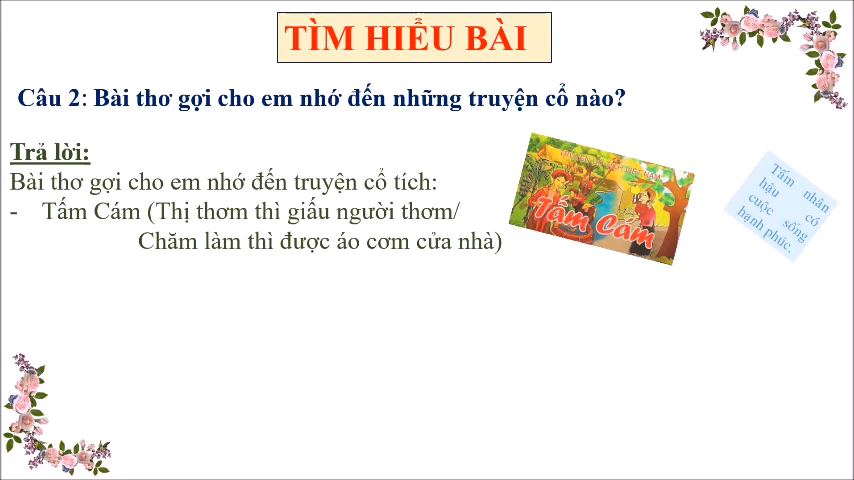 TÌM HIỂU BÀI
Câu 2: Bài thơ gợi cho em nhớ đến những truyện cổ nào?
Trả lời:
Bài thơ gợi cho em nhớ đến truyện cổ tích:
- Tấm Cám (Thị thơm thì giấu người thơm/
Chăm làm thì được áo cơm cửa nhà)
Tấm Cám
Tấm nhân
hậu có
cuộc sống
hạnh phúc.